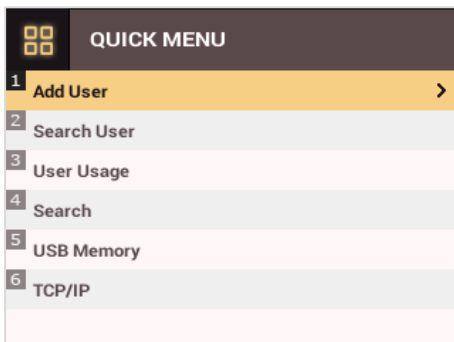 QUICK MENU
1 Add User
2 Search User
3 User Usage
4 Search
5 USB Memory
6 TCP/IP